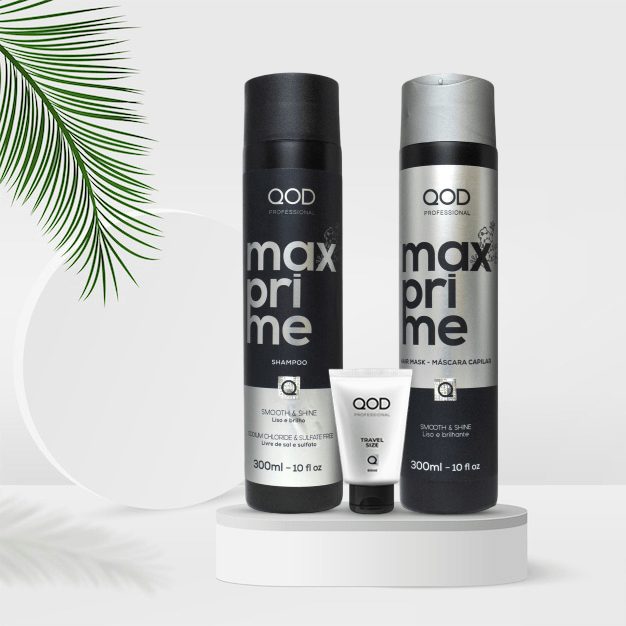 QOD
PROFESSIONAL
max
pri
me
SHAMPOO
SMOOTH & SHINE
Liso e brilho
SODIUM CHLORIDE & SULFATE FREE
Livre de sal e sulfato
300ml - 10 fl oz
QOD
PROFESSIONAL
TRAVEL
SIZE
QOD
PROFESSIONAL
max
pri
me
HAIR MASK - MÁSCARA CAPILAR
SMOOTH & SHINE
Liso e brilhante
300ml - 10 fl oz